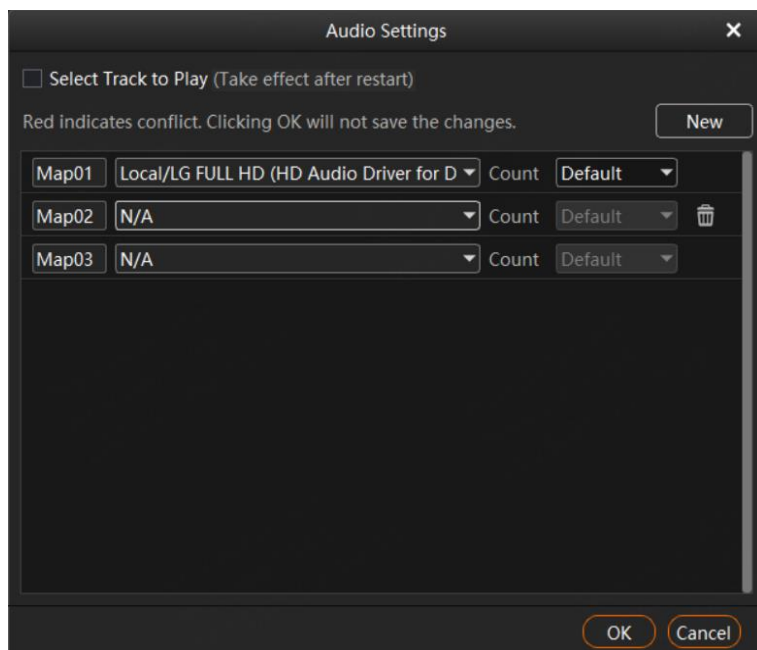 Audio Settings
Select Track to Play (Take effect after restart)
Red indicates conflict. Clicking OK will not save the changes.
New
Map01 Local/LG FULL HD (HD Audio Driver for D Count Default
Map02 N/A Count Default
Map03 N/A Count Default
OK Cancel